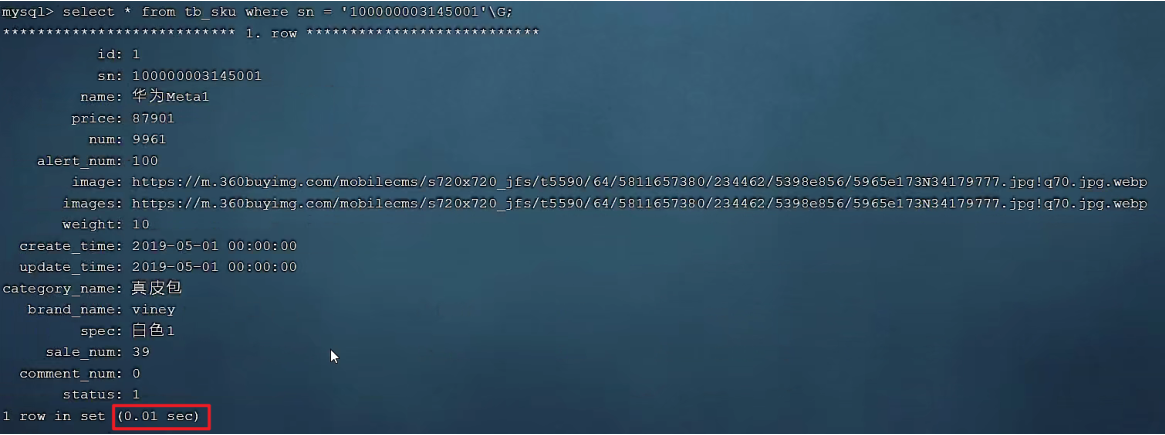 mysql> select * from tb_sku where sn = '100000003145001'\G;
*************************** 1. row ***************************
id: 1
sn: 100000003145001
name: 华为Meta1
price: 87901
num: 9961
alert_num: 100
image: https://m.360buyimg.com/mobilecms/s720x720_jfs/t5590/64/5811657380/234462/5398e856/5965e173N34179777.jpg!q70.jpg.webp
images: https://m.360buyimg.com/mobilecms/s720x720_jfs/t5590/64/5811657380/234462/5398e856/5965e173N34179777.jpg!q70.jpg.webp
weight: 10
create_time: 2019-05-01 00:00:00
update_time: 2019-05-01 00:00:00
category_name: 真皮包
brand_name: viney
spec: 白色1
sale_num: 39
comment_num: 0
status: 1
1 row in set (0.01 sec)